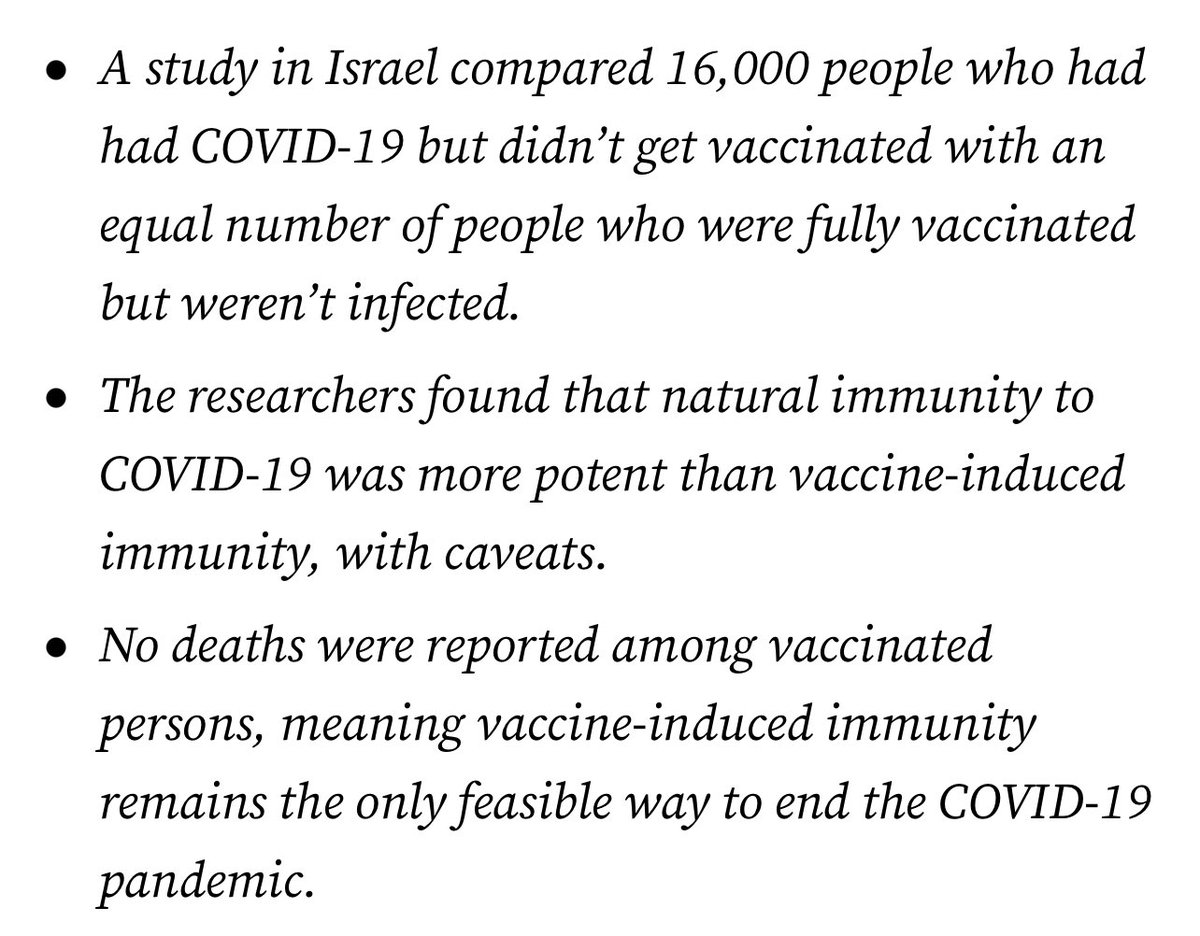 • A study in Israel compared 16,000 people who had
had COVID-19 but didn’t get vaccinated with an
equal number of people who were fully vaccinated
but weren’t infected.
• The researchers found that natural immunity to
COVID-19 was more potent than vaccine-induced
immunity, with caveats.
• No deaths were reported among vaccinated
persons, meaning vaccine-induced immunity
remains the only feasible way to end the COVID-19
pandemic.